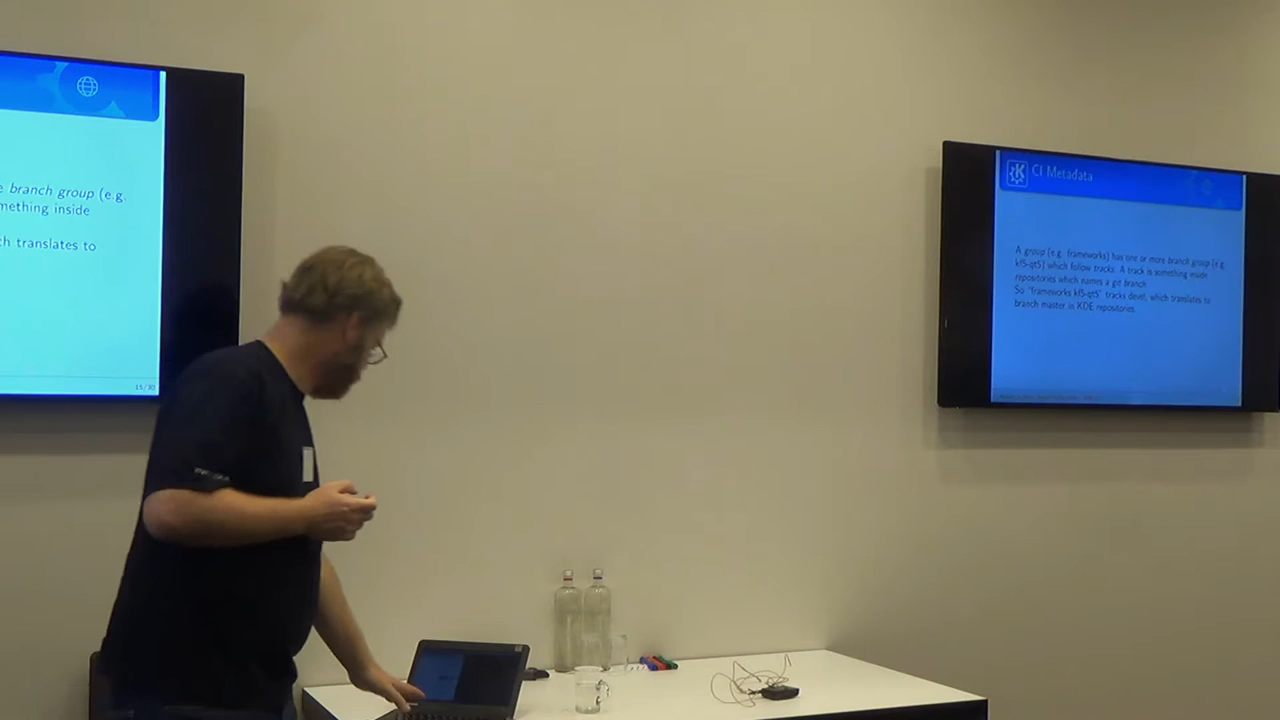 branch group (e.g.
mething inside
h translates to
15/30
CI Metadata
A group (e.g. frameworks) has one or more branch group (e.g.
kf5-qt5) which follow tracks. A track is something inside
repositories which names a git branch
So "frameworks kf5-qt5" tracks devel, which translates to
branch master in KDE repositories.